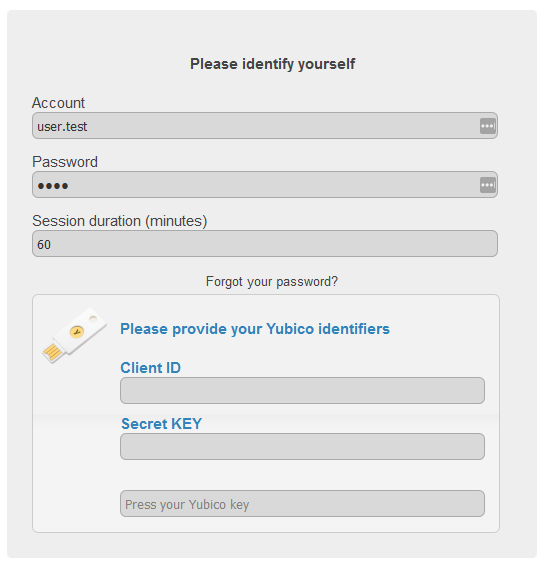 Please identify yourself
Account
user.test
Password
••••
Session duration (minutes)
60
Forgot your password?
Please provide your Yubico identifiers
Client ID
Secret KEY
Press your Yubico key